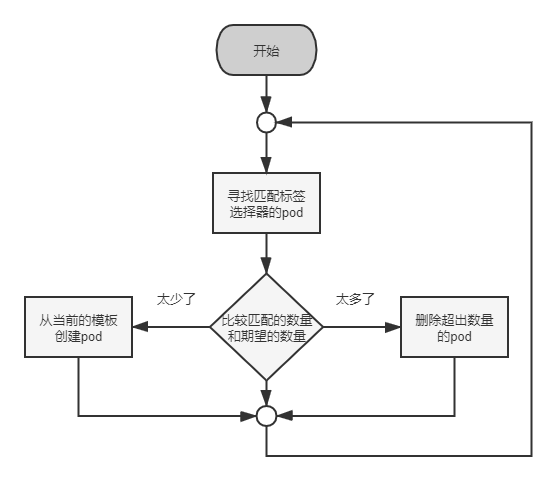 开始
寻找匹配标签
选择器的pod
太少了
太多了
从当前的模板
创建pod
比较匹配的数量
和期望的数量
删除超出数量
的pod